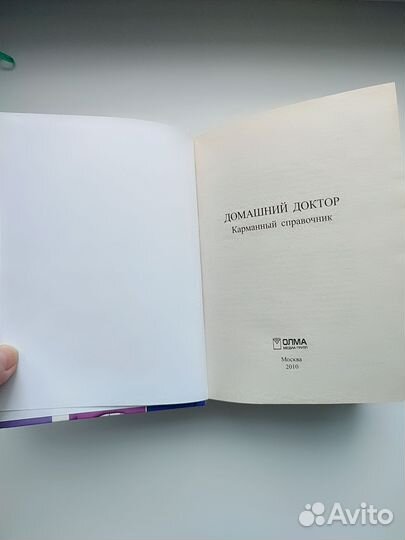 ДОМАШНИЙ ДОКТОР
Карманный справочник
ОЛМА
МЕДИА ГРУПП
Москва
2010
Avito